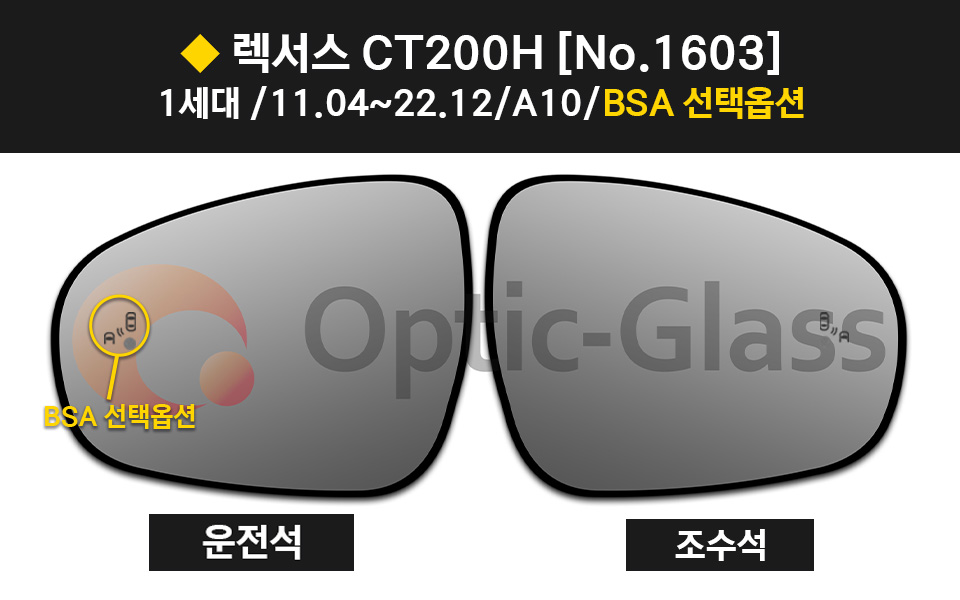 ◆ 렉서스 CT200H [No.1603]
1세대 /11.04~22.12/A10/BSA 선택옵션
Optic-Glass
A
A
BSA 선택옵션
운전석
조수석